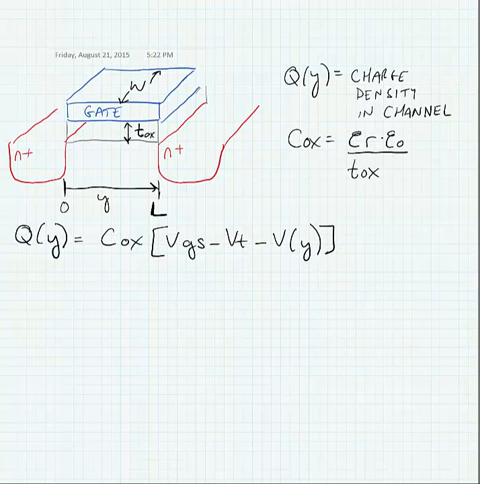 Friday, August 21, 2015 5:22 PM
W
GATE
tox
n+ n+
0 y L
Q(y) = CHARGE
DENSITY
IN CHANNEL
Cox = εr·ε0
tox
Q(y) = Cox [Vgs - Vt - V(y)]